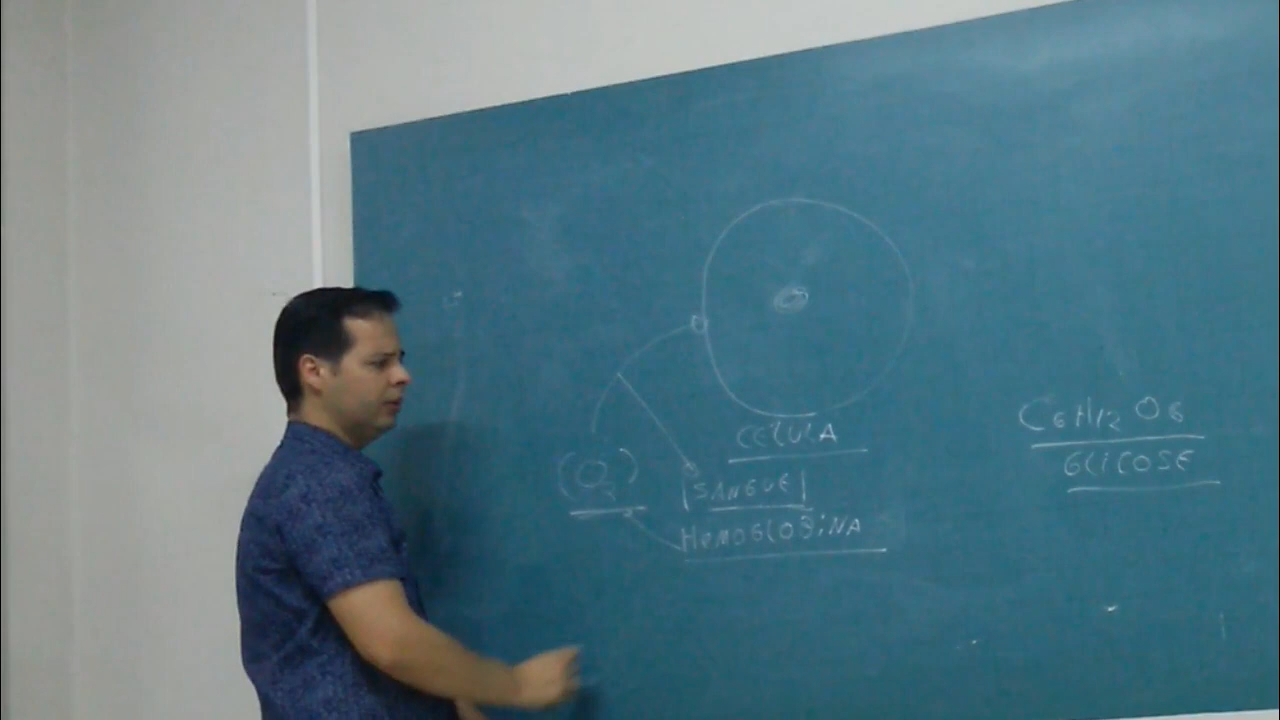 CELULA
(O2)
SANGUE
HEMOGLOBINA
C6H12O6
GLICOSE